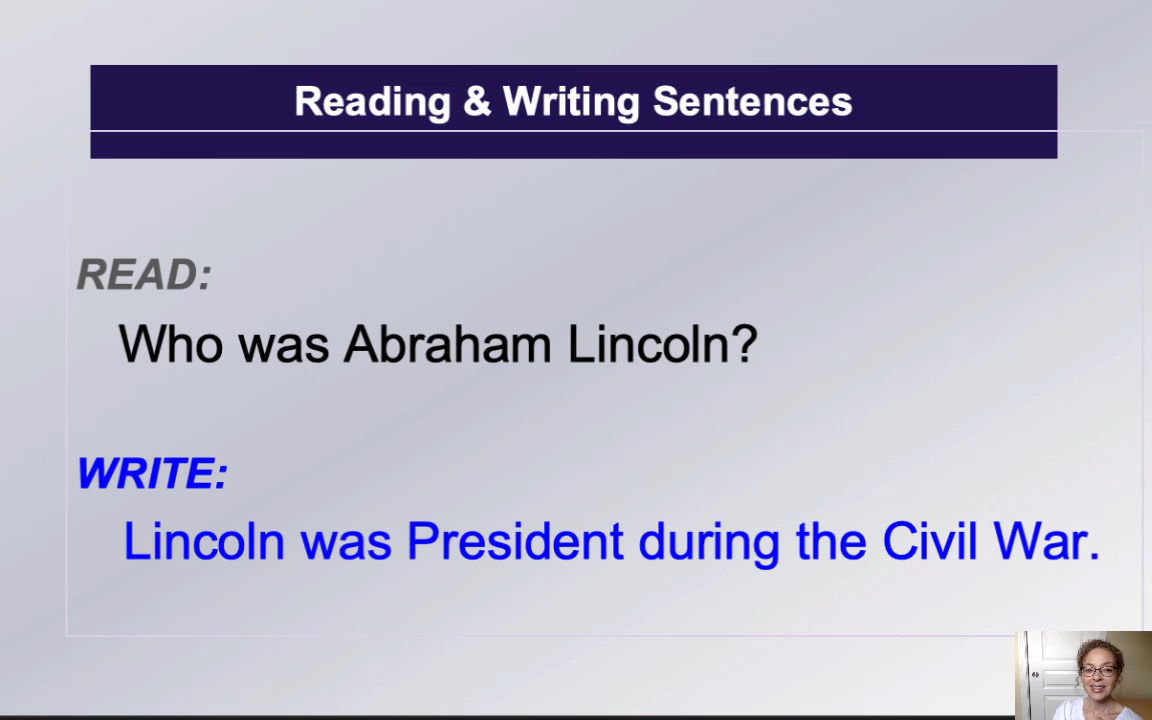 Reading & Writing Sentences
READ:
Who was Abraham Lincoln?
WRITE:
Lincoln was President during the Civil War.